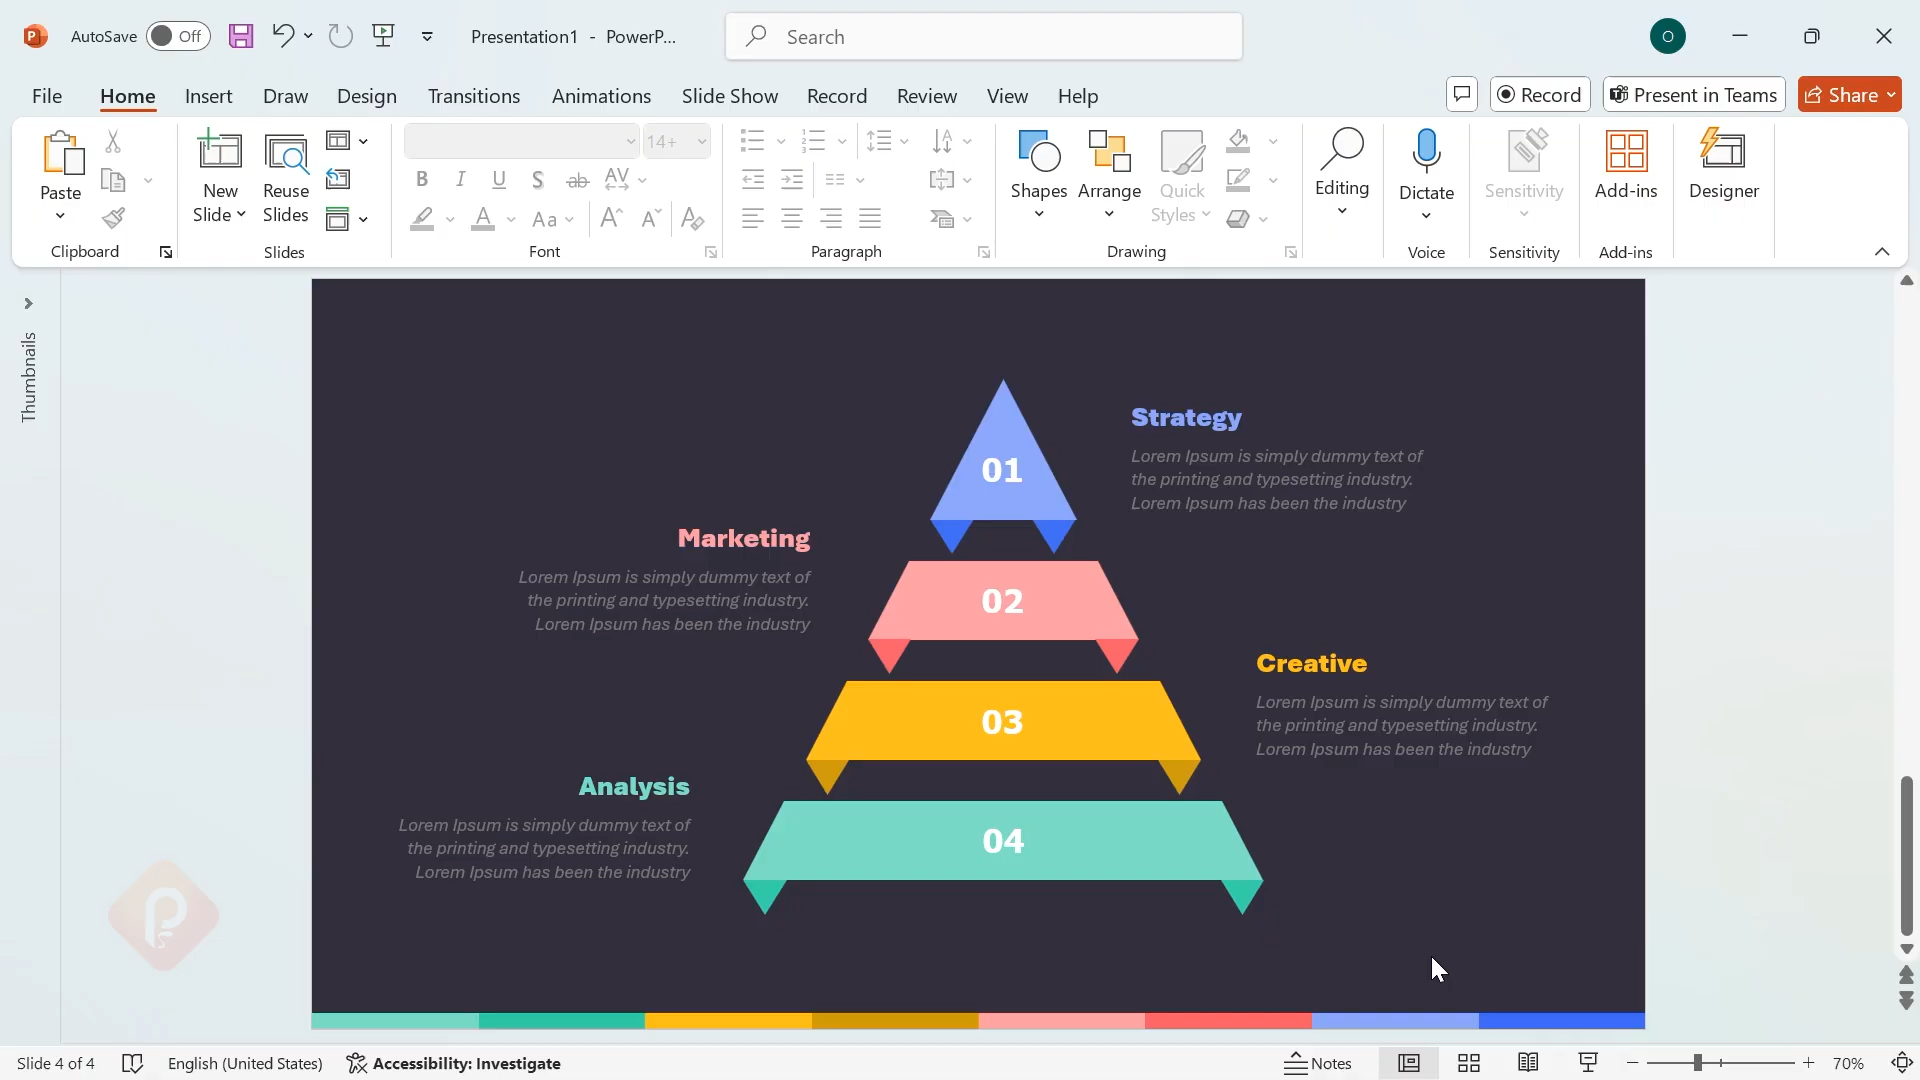 AutoSave
Off
Presentation1 - PowerP...
Search
O
File
Home
Insert
Draw
Design
Transitions
Animations
Slide Show
Record
Review
View
Help
Record
Present in Teams
Share
Paste
New
Slide
Reuse
Slides
14+
B
I
U
S
ab
AV
A
Aa
A
A
A
Shapes
Arrange
Quick
Styles
Editing
Dictate
Sensitivity
Add-ins
Designer
Clipboard
Slides
Font
Paragraph
Drawing
Voice
Sensitivity
Add-ins
Thumbnails
01
Strategy
Lorem Ipsum is simply dummy text of
the printing and typesetting industry.
Lorem Ipsum has been the industry
Marketing
Lorem Ipsum is simply dummy text of
the printing and typesetting industry.
Lorem Ipsum has been the industry
02
Creative
Lorem Ipsum is simply dummy text of
the printing and typesetting industry.
Lorem Ipsum has been the industry
03
Analysis
Lorem Ipsum is simply dummy text of
the printing and typesetting industry.
Lorem Ipsum has been the industry
04
Slide 4 of 4
English (United States)
Accessibility: Investigate
Notes
70%